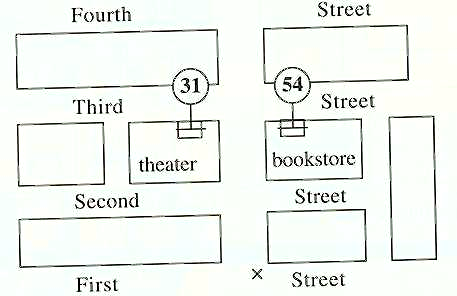 Fourth Street
31 54
Third Street
theater bookstore
Second Street
× 
First Street